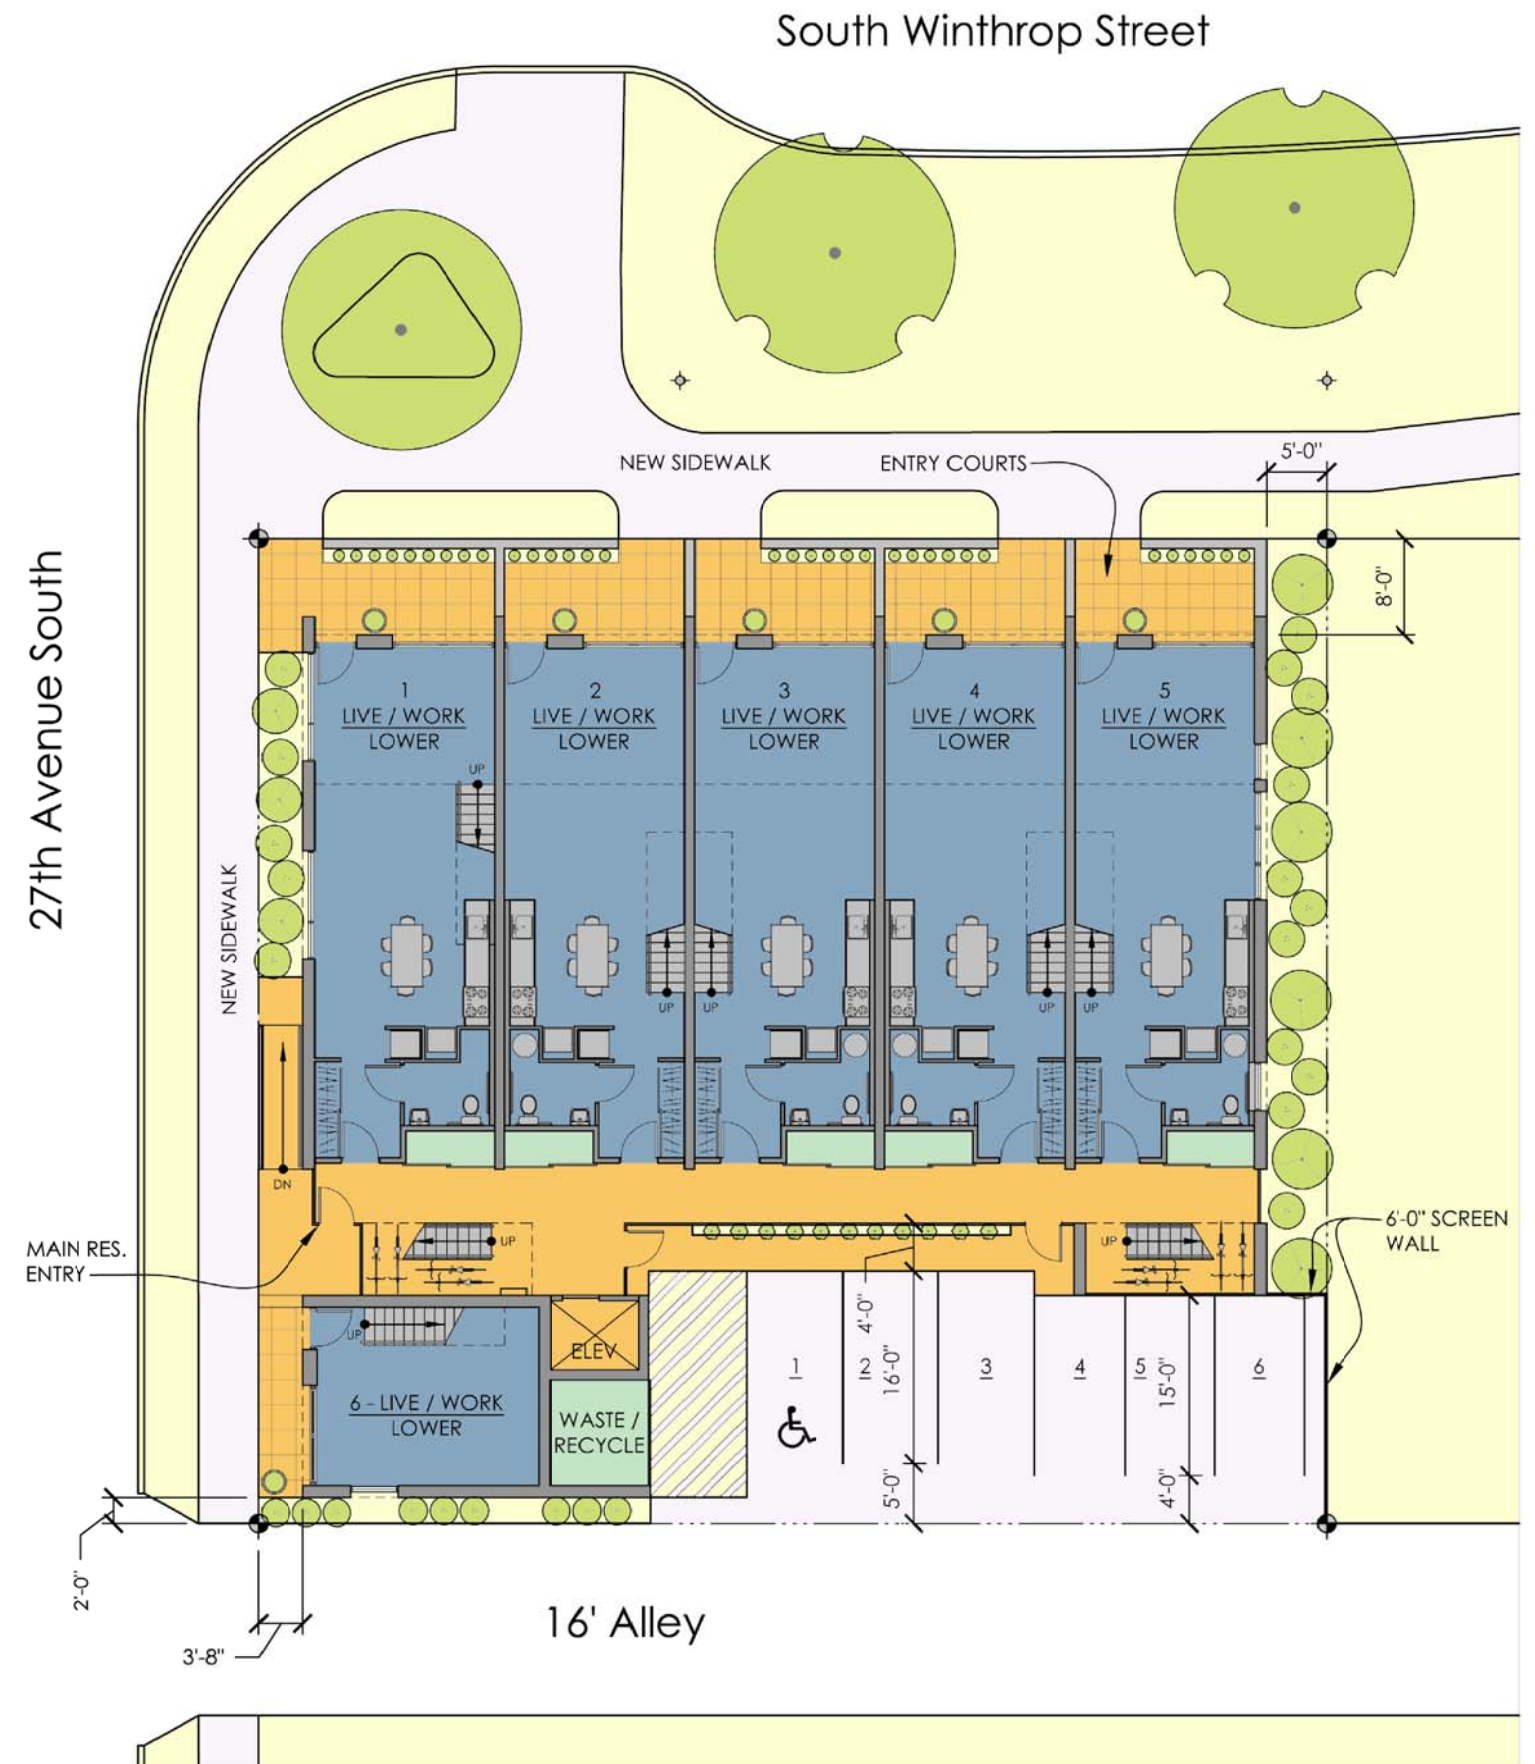 South Winthrop Street
NEW SIDEWALK
ENTRY COURTS
5'-0"
8'-0"
27th Avenue South
NEW SIDEWALK
1
LIVE / WORK
LOWER
2
LIVE / WORK
LOWER
3
LIVE / WORK
LOWER
4
LIVE / WORK
LOWER
5
LIVE / WORK
LOWER
UP
UP
UP
UP
UP
DN
MAIN RES.
ENTRY
UP
UP
6'-0" SCREEN
WALL
UP
ELEV
6 - LIVE / WORK
LOWER
WASTE /
RECYCLE
4'-0"
16'-0"
5'-0"
1
2
3
4
5
6
15'-0"
4'-0"
2'-0"
3'-8"
16' Alley